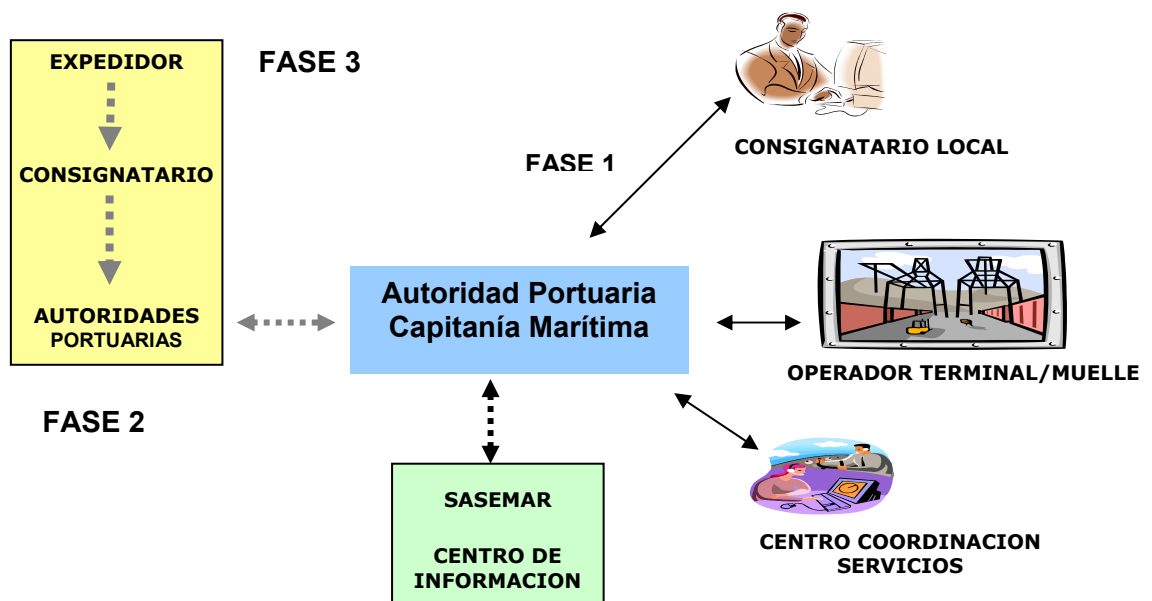 EXPEDIDOR
CONSIGNATARIO
AUTORIDADES
PORTUARIAS
FASE 3
FASE 1
CONSIGNATARIO LOCAL
Autoridad Portuaria
Capitanía Marítima
OPERADOR TERMINAL/MUELLE
FASE 2
SASEMAR
CENTRO DE
INFORMACION
CENTRO COORDINACION
SERVICIOS